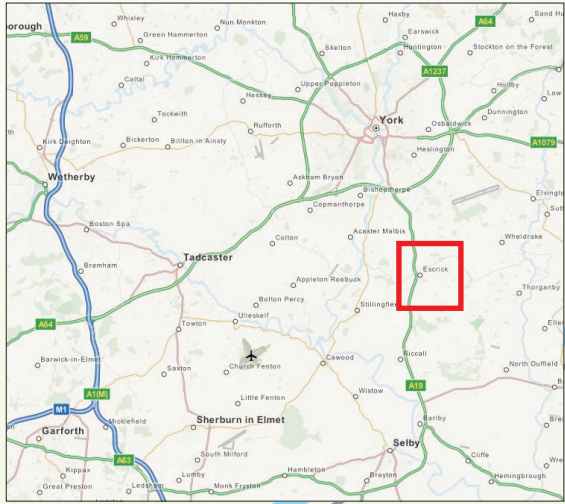 Whixley
Nun Monkton
Haxby
A64
Sand Hu
orough
A59
Green Hammerton
Earswick
Skelton
Huntington
Stockton on the Forest
Kirk Hammerton
A1237
Cattal
Upper Poppleton
Holtby
Hessay
Low
Tockwith
York
Dunnington
Rufforth
Osbaldwick
th
Kirk Deighton
Bickerton
Bilton in Ainsty
A1079
Heslington
Wetherby
Askham Bryan
Bishopthorpe
Elvingto
Copmanthorpe
Sutt
Boston Spa
Acaster Malbis
Colton
Wheldrake
Tadcaster
Bramham
Escrick
Appleton Roebuck
Thorganby
Bolton Percy
Stillingflee
Ulleskelf
A64
Towton
Elle
Barwick-in-Elmet
Cawood
Riccall
Saxton
Church Fenton
North Duffield
A19
A1(M)
Wistow
B
Little Fenton
M1
Micklefield
Sherburn in Elmet
Barlby
Bre
Garforth
Selby
South Milford
Cliffe
A63
Wre
Kippax
Lumby
Hambleton
Brayton
Hemingbrough
Great Preston
Ledsham
Monk Fryston